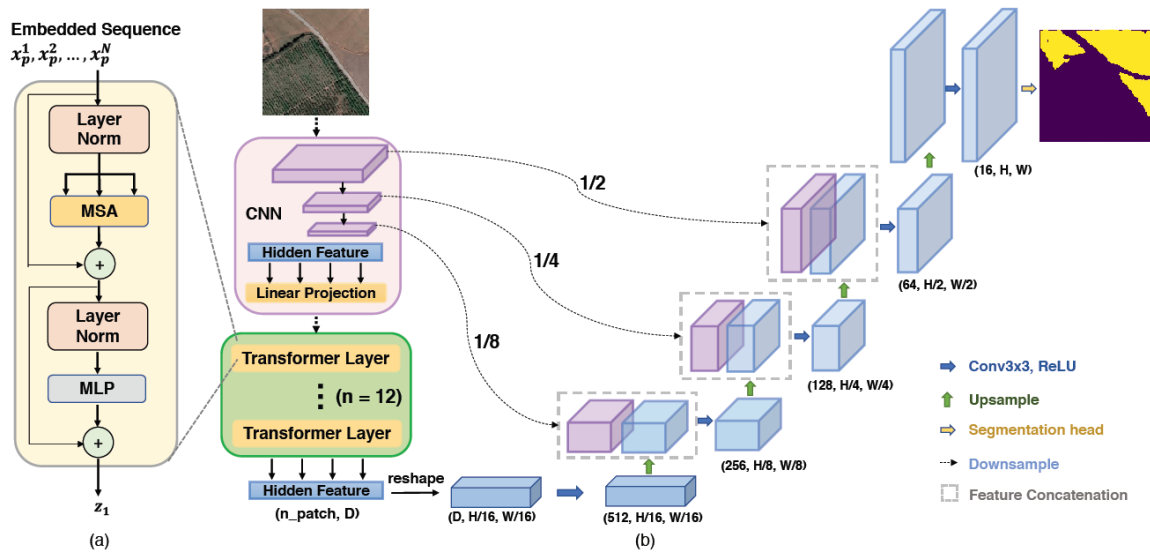 Embedded Sequence
x_p^1, x_p^2, ..., x_p^N
Layer
Norm
MSA
+
Layer
Norm
MLP
+
z_1
(a)
CNN
Hidden Feature
Linear Projection
Transformer Layer
(n = 12)
Transformer Layer
Hidden Feature
(n_patch, D)
reshape
(D, H/16, W/16)
(512, H/16, W/16)
(b)
1/2
1/4
1/8
(256, H/8, W/8)
(128, H/4, W/4)
(64, H/2, W/2)
(16, H, W)
Conv3x3, ReLU
Upsample
Segmentation head
Downsample
Feature Concatenation